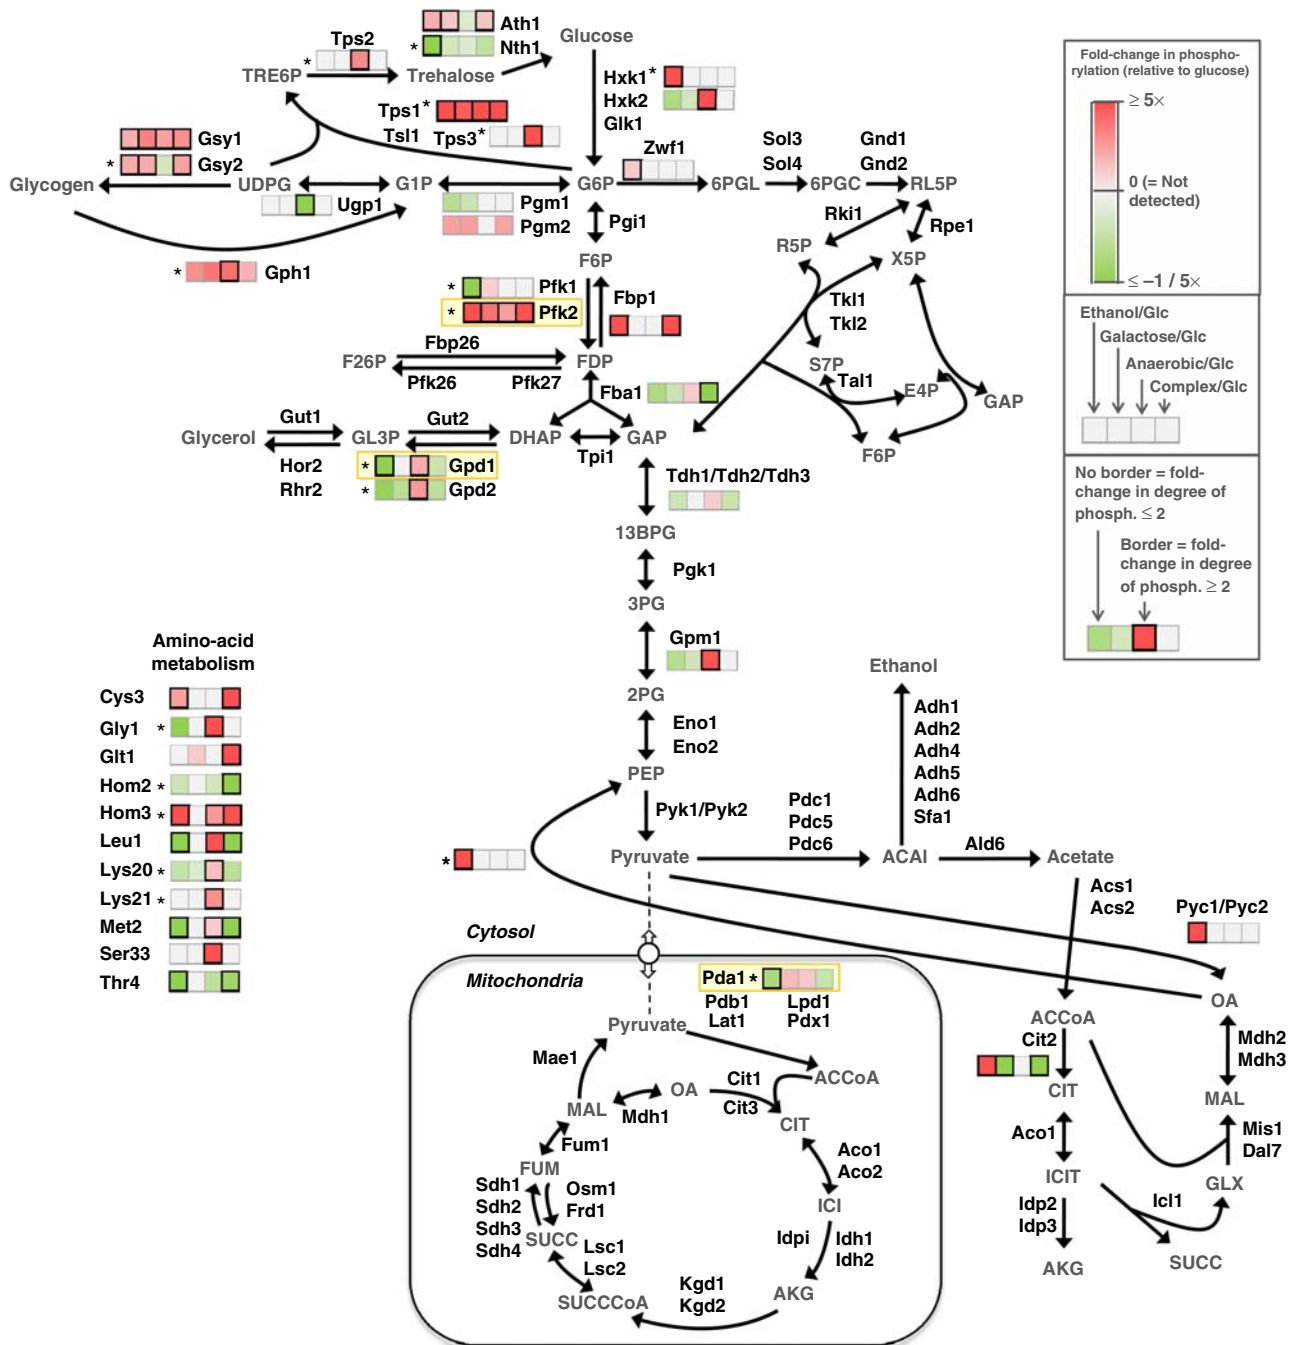 Glucose
Ath1
* Nth1
Tps2
*
TRE6P
Trehalose
Hxk1*
Hxk2
Glk1
Tps1*
Tsl1
Tps3*
Gsy1
* Gsy2
Zwf1
Sol3
Sol4
Gnd1
Gnd2
Glycogen
UDPG
G1P
G6P
6PGL
6PGC
RL5P
Ugp1
Pgm1
Pgm2
Pgi1
Rki1
Rpe1
R5P
X5P
* Gph1
F6P
* Pfk1
* Pfk2
Fbp1
Tkl1
Tkl2
F26P
Fbp26
Pfk26
Pfk27
FDP
S7P
Tal1
E4P
GAP
Fba1
F6P
Glycerol
Gut1
GL3P
Gut2
DHAP
GAP
Tpi1
Hor2
Rhr2
* Gpd1
* Gpd2
Tdh1/Tdh2/Tdh3
13BPG
Pgk1
3PG
Gpm1
2PG
Eno1
Eno2
PEP
Pyk1/Pyk2
Pyruvate
*
Pdc1
Pdc5
Pdc6
Ethanol
Adh1
Adh2
Adh4
Adh5
Adh6
Sfa1
ACAl
Ald6
Acetate
Acs1
Acs2
Pyc1/Pyc2
OA
Mdh2
Mdh3
MAL
Mis1
Dal7
GLX
ACCoA
Cit2
CIT
Aco1
ICIT
Icl1
Idp2
Idp3
AKG
SUCC
Cytosol
Mitochondria
Pda1*
Pdb1
Lat1
Lpd1
Pdx1
Pyruvate
Mae1
OA
Cit1
Cit3
ACCoA
MAL
Mdh1
CIT
Fum1
FUM
Aco1
Aco2
Sdh1
Sdh2
Sdh3
Sdh4
Osm1
Frd1
ICI
SUCC
Lsc1
Lsc2
Idpi
Idh1
Idh2
SUCCCoA
Kgd1
Kgd2
AKG
Amino-acid
metabolism
Cys3
Gly1 *
Glt1
Hom2 *
Hom3 *
Leu1
Lys20 *
Lys21 *
Met2
Ser33
Thr4
Fold-change in phospho-
rylation (relative to glucose)
≥ 5×
0 (= Not
detected)
≤ −1 / 5×
Ethanol/Glc
Galactose/Glc
Anaerobic/Glc
Complex/Glc
No border = fold-
change in degree of
phosph. ≤ 2
Border = fold-
change in degree
of phosph. ≥ 2